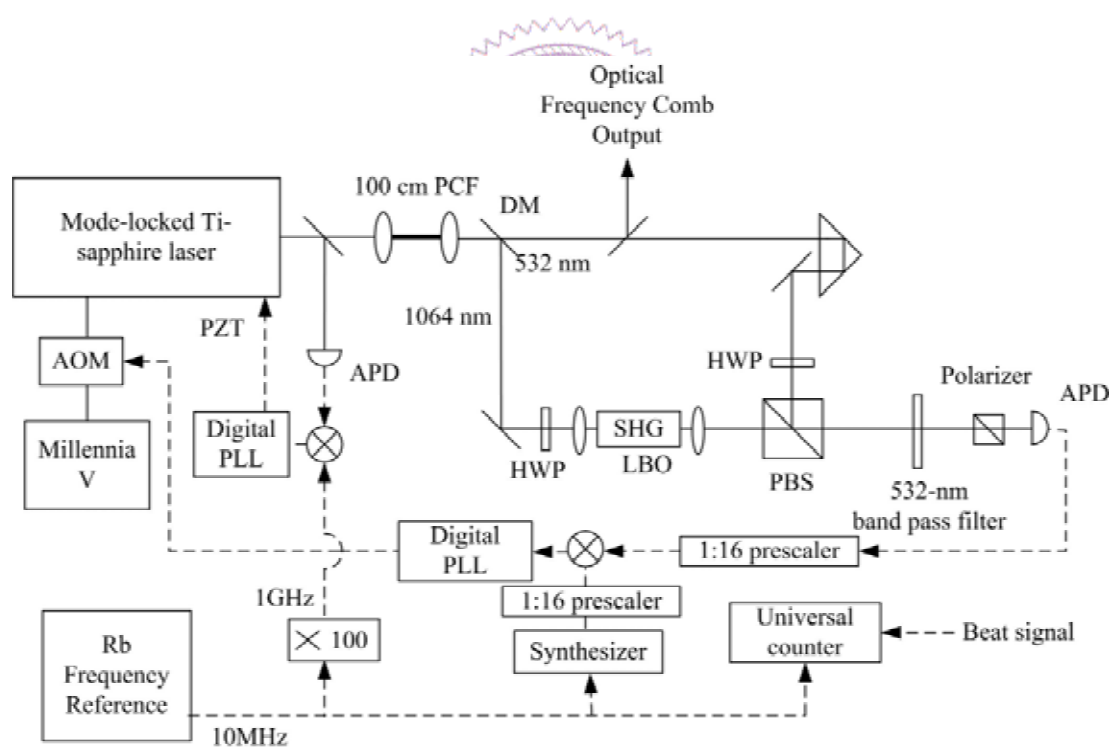 Optical
Frequency Comb
Output
100 cm PCF
DM
Mode-locked Ti-
sapphire laser
532 nm
1064 nm
PZT
AOM
APD
HWP
Polarizer
APD
Millennia
V
Digital
PLL
SHG
HWP
LBO
PBS
532-nm
band pass filter
Digital
PLL
1:16 prescaler
1:16 prescaler
1GHz
× 100
Synthesizer
Universal
counter
Beat signal
Rb
Frequency
Reference
10MHz